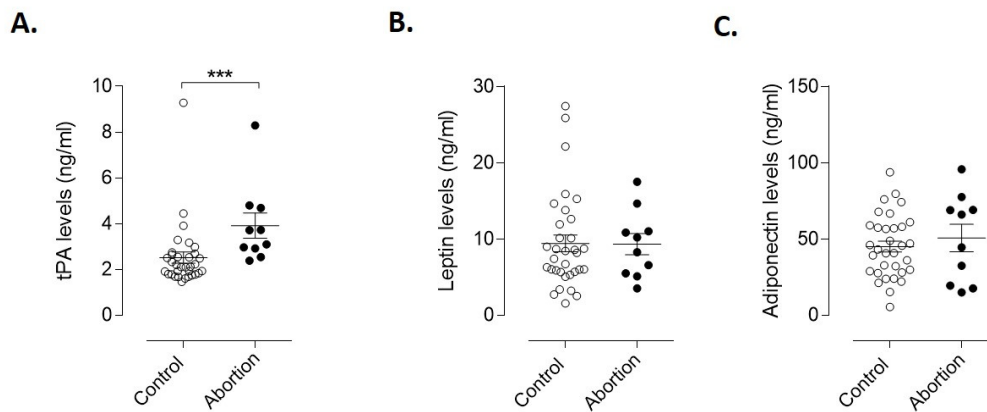 A.
B.
C.
***
tPA levels (ng/ml)
10
8
6
4
2
0
Control
Abortion
Leptin levels (ng/ml)
30
20
10
0
Control
Abortion
Adiponectin levels (ng/ml)
150
100
50
0
Control
Abortion